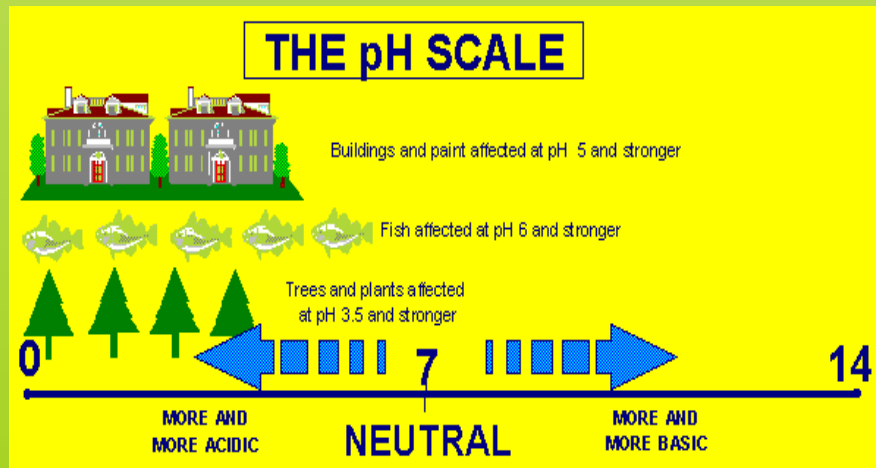 THE pH SCALE
Buildings and paint affected at pH 5 and stronger
Fish affected at pH 6 and stronger
Trees and plants affected
at pH 3.5 and stronger
0
7
14
MORE AND
MORE ACIDIC
NEUTRAL
MORE AND
MORE BASIC